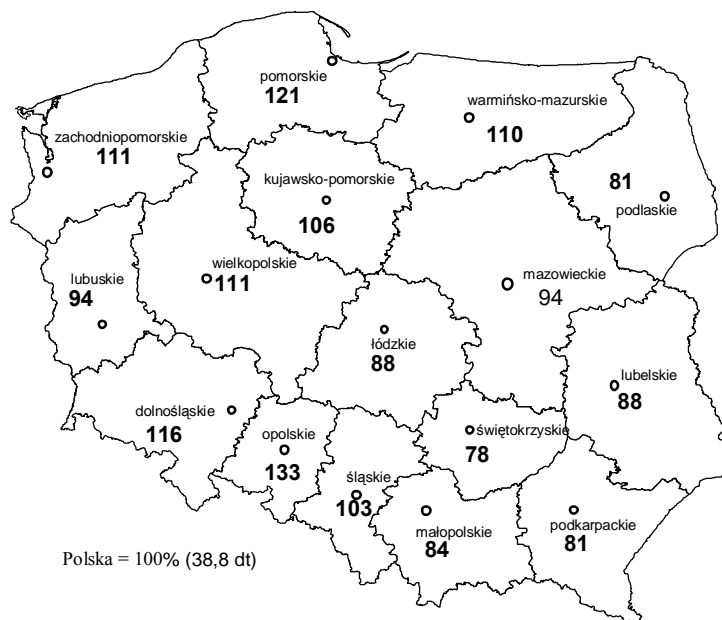 pomorskie
121
warmińsko-mazurskie
110
zachodniopomorskie
111
kujawsko-pomorskie
106
81
podlaskie
lubuskie
94
wielkopolskie
111
mazowieckie
94
łódzkie
88
lubelskie
88
dolnośląskie
116
opolskie
133
świętokrzyskie
78
śląskie
103
małopolskie
84
podkarpackie
81
Polska = 100% (38,8 dt)